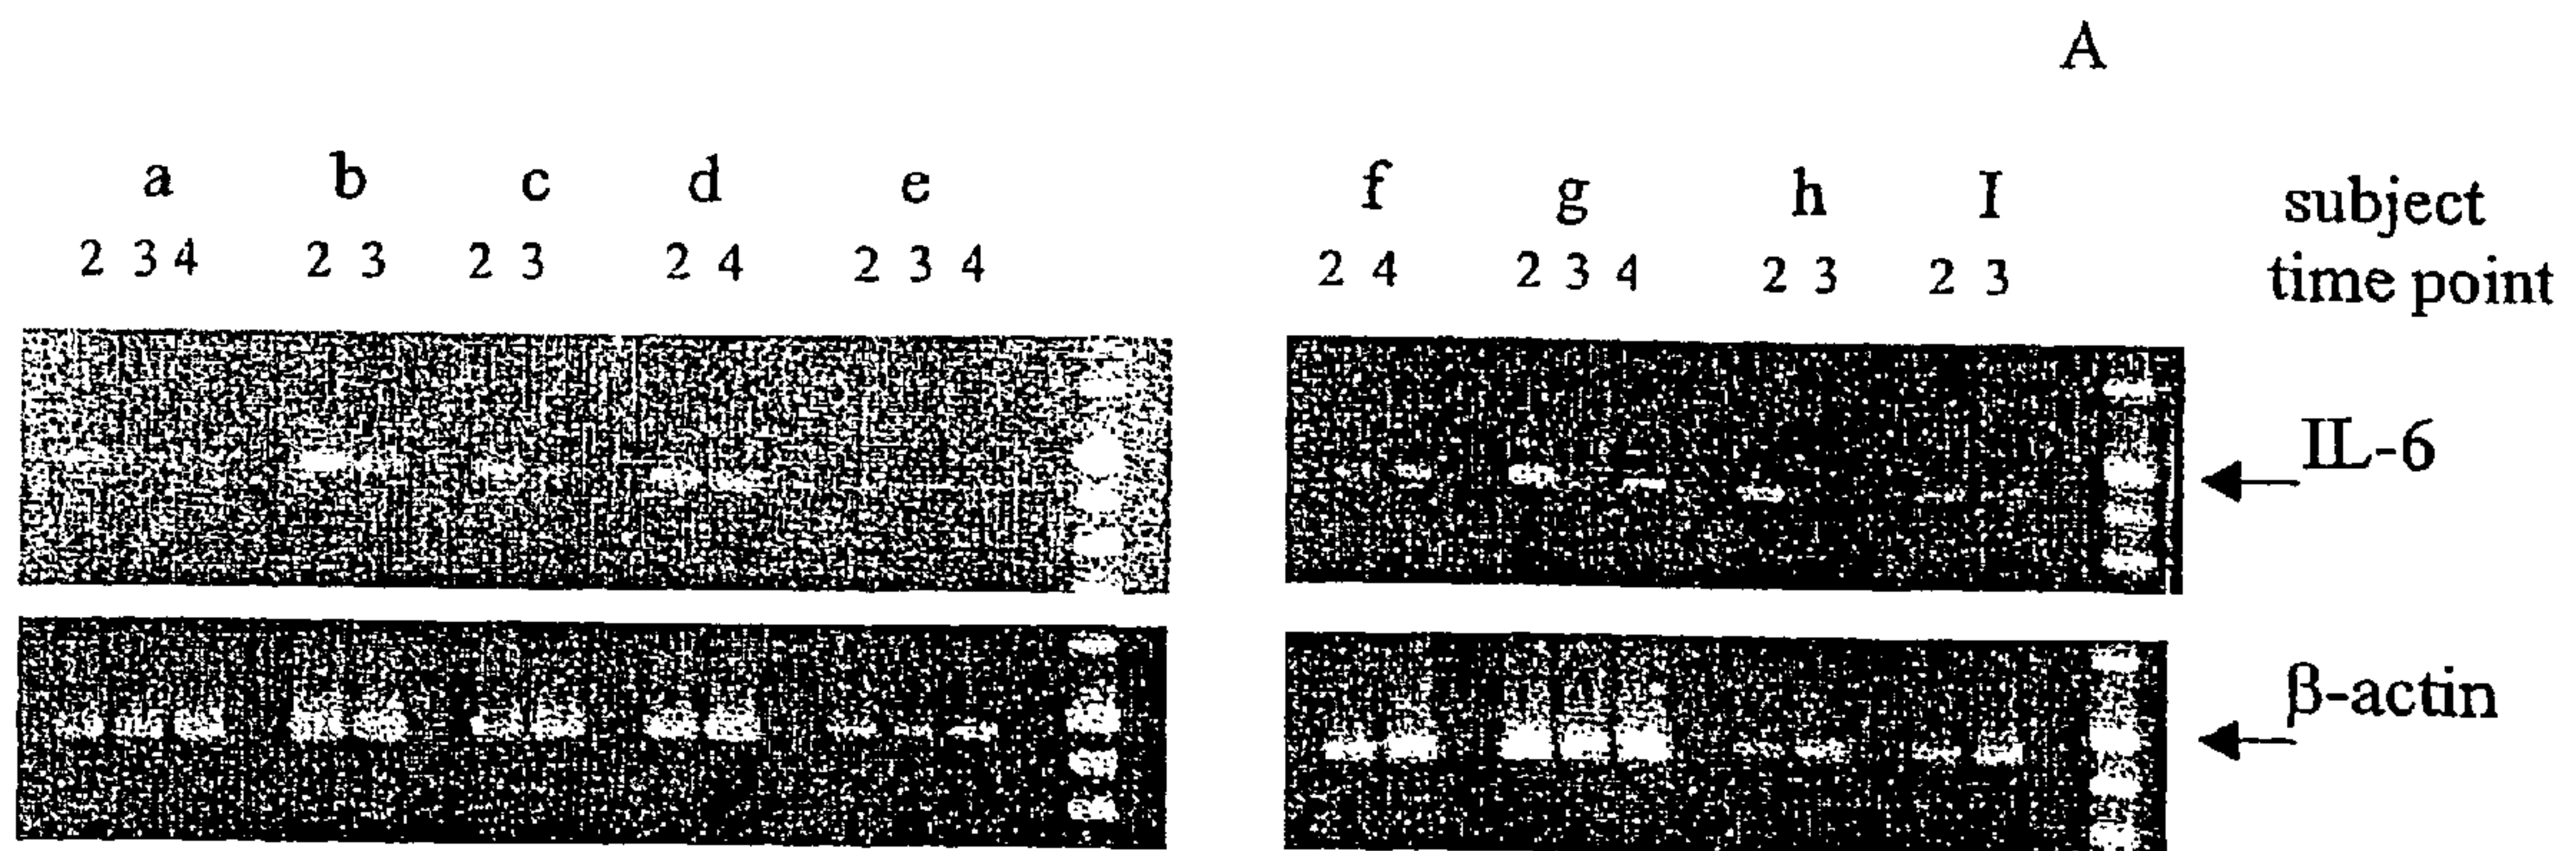 A
a b c d e f g h I subject
2 3 4 2 3 2 3 2 4 2 3 4 2 4 2 3 4 2 3 2 3 time point
IL-6
β-actin